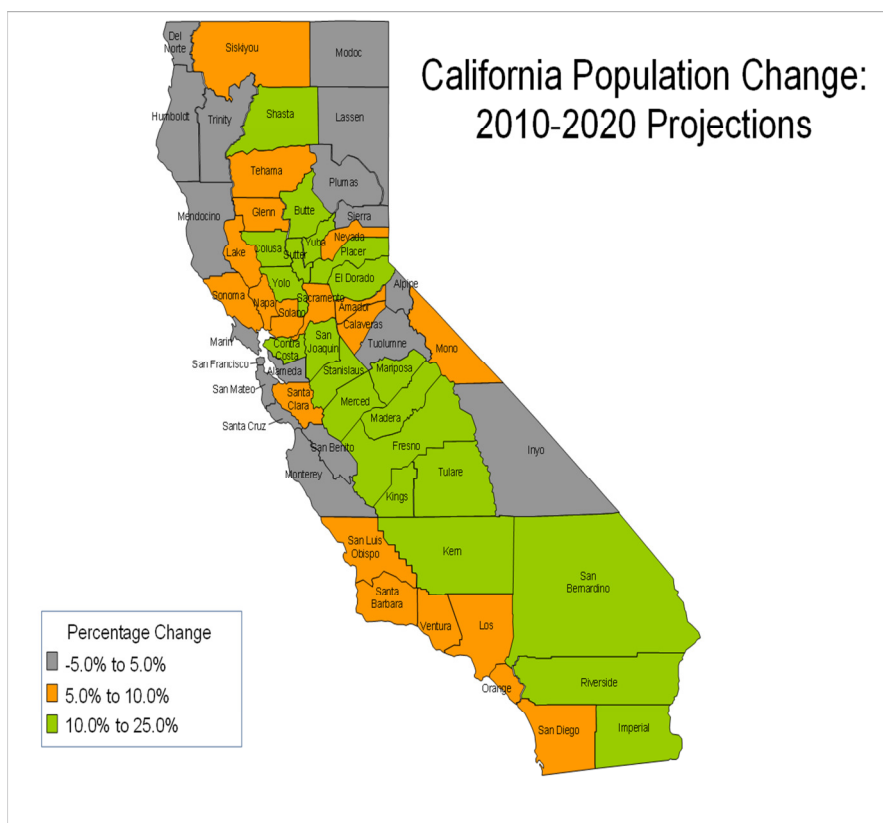 California Population Change:
2010-2020 Projections
Del
Norte
Siskiyou
Modoc
Humboldt
Trinity
Shasta
Lassen
Tehama
Plumas
Mendocino
Glenn
Butte
Sierra
Lake
Colusa
Sutter
Yuba
Nevada
Placer
Yolo
El Dorado
Sonoma
Napa
Solano
Sacramento
Amador
Alpine
Calaveras
Marin
Contra
Costa
San
Joaquin
Tuolumne
Mono
San Francisco
Alameda
Stanislaus
Mariposa
San Mateo
Santa
Clara
Merced
Madera
Santa Cruz
San Benito
Fresno
Inyo
Monterey
Kings
Tulare
San Luis
Obispo
Kern
San
Bernardino
Santa
Barbara
Ventura
Los
Orange
Riverside
San Diego
Imperial
Percentage Change
-5.0% to 5.0%
5.0% to 10.0%
10.0% to 25.0%